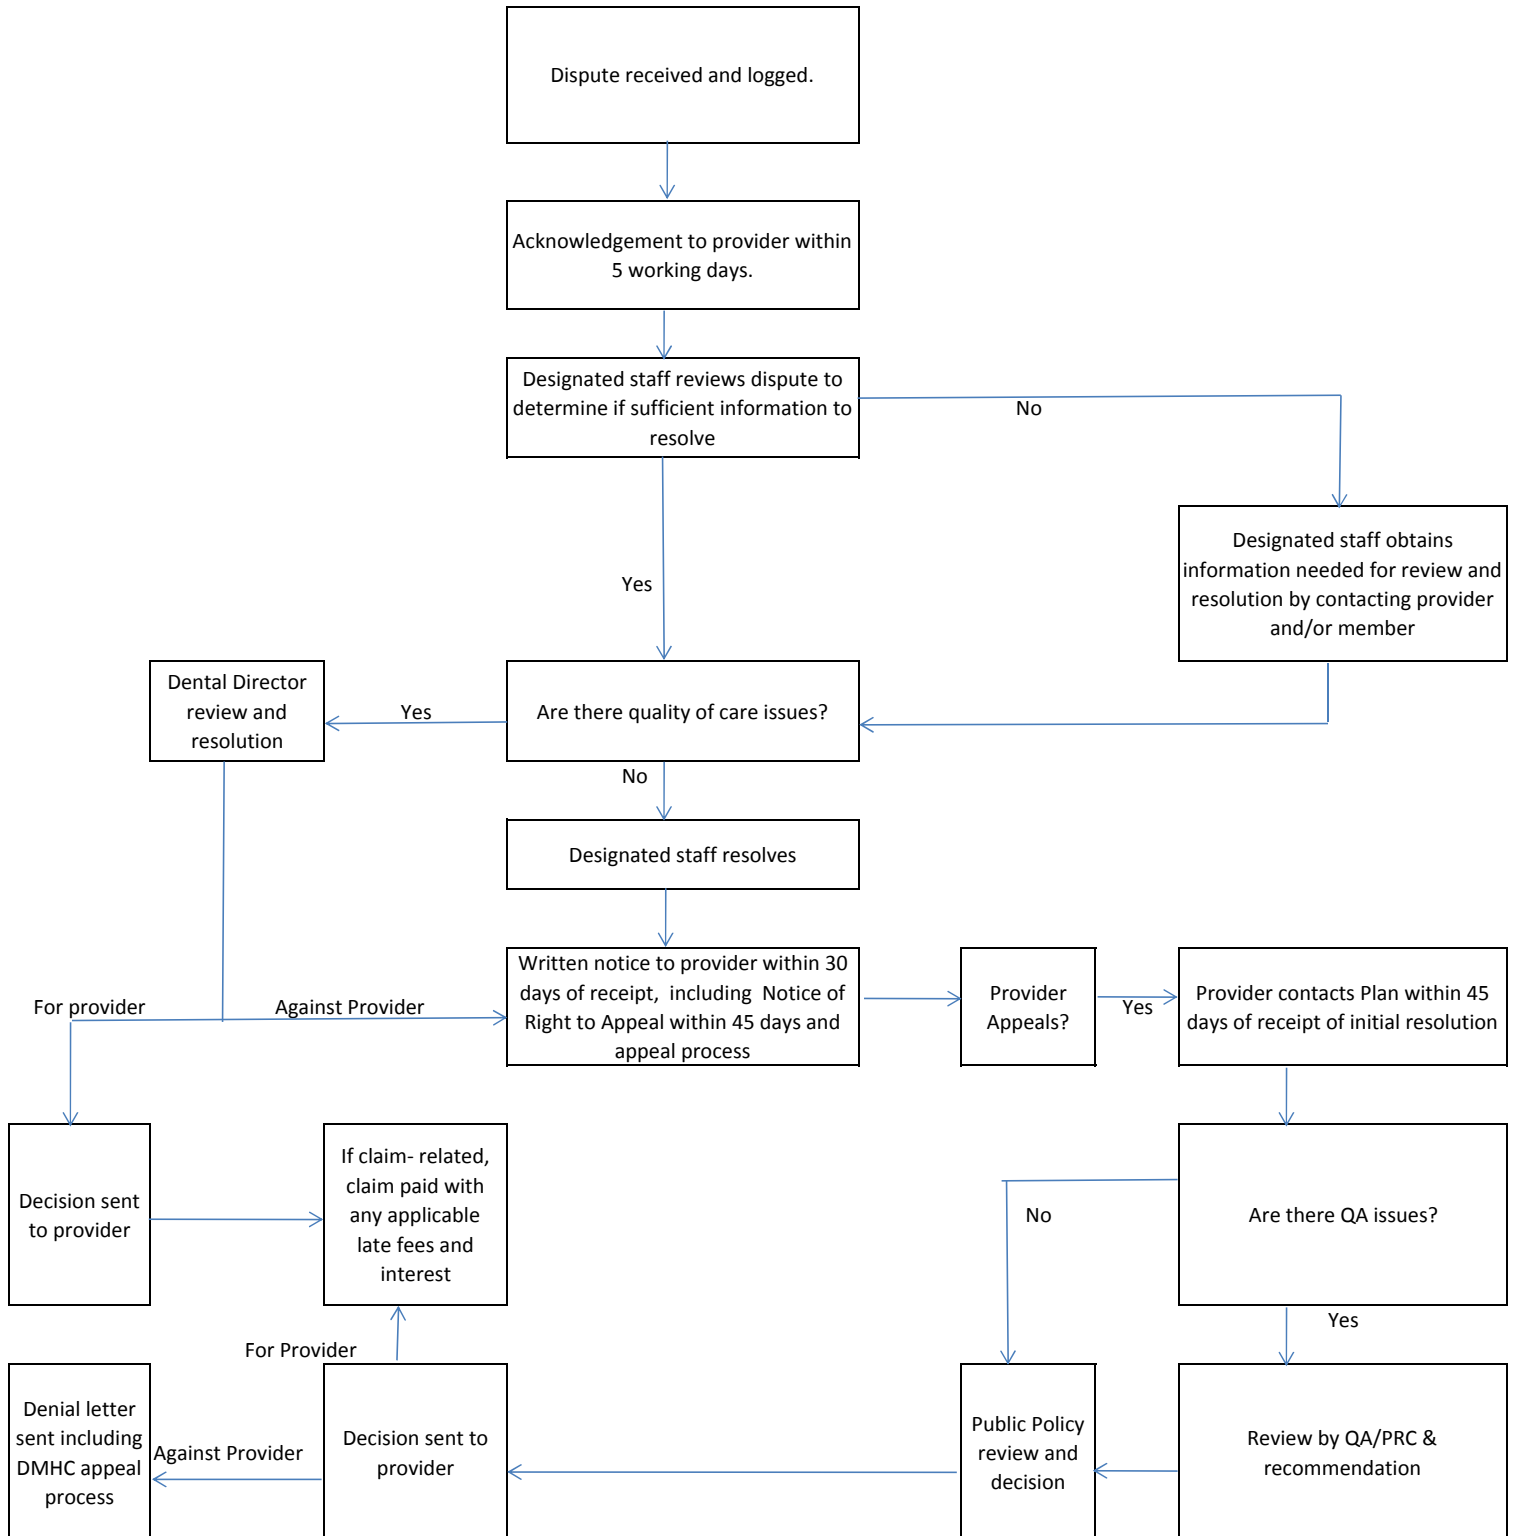 Dispute received and logged.
Acknowledgement to provider within
5 working days.
Designated staff reviews dispute to
determine if sufficient information to
resolve
No
Designated staff obtains
information needed for review and
resolution by contacting provider
and/or member
Yes
Dental Director
review and
resolution
Yes
Are there quality of care issues?
No
Designated staff resolves
Written notice to provider within 30
days of receipt, including Notice of
Right to Appeal within 45 days and
appeal process
Provider
Appeals?
Yes
Provider contacts Plan within 45
days of receipt of initial resolution
For provider
Against Provider
Decision sent
to provider
If claim- related,
claim paid with
any applicable
late fees and
interest
No
Are there QA issues?
Yes
For Provider
Denial letter
sent including
DMHC appeal
process
Against Provider
Decision sent to
provider
Public Policy
review and
decision
Review by QA/PRC &
recommendation